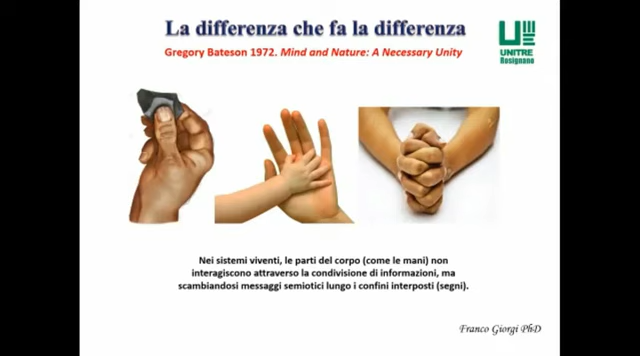 La differenza che fa la differenza
Gregory Bateson 1972. Mind and Nature: A Necessary Unity
UNITRE
Rosignano
Nei sistemi viventi, le parti del corpo (come le mani) non
interagiscono attraverso la condivisione di informazioni, ma
scambiandosi messaggi semiotici lungo i confini interposti (segni).
Franco Giorgi PhD